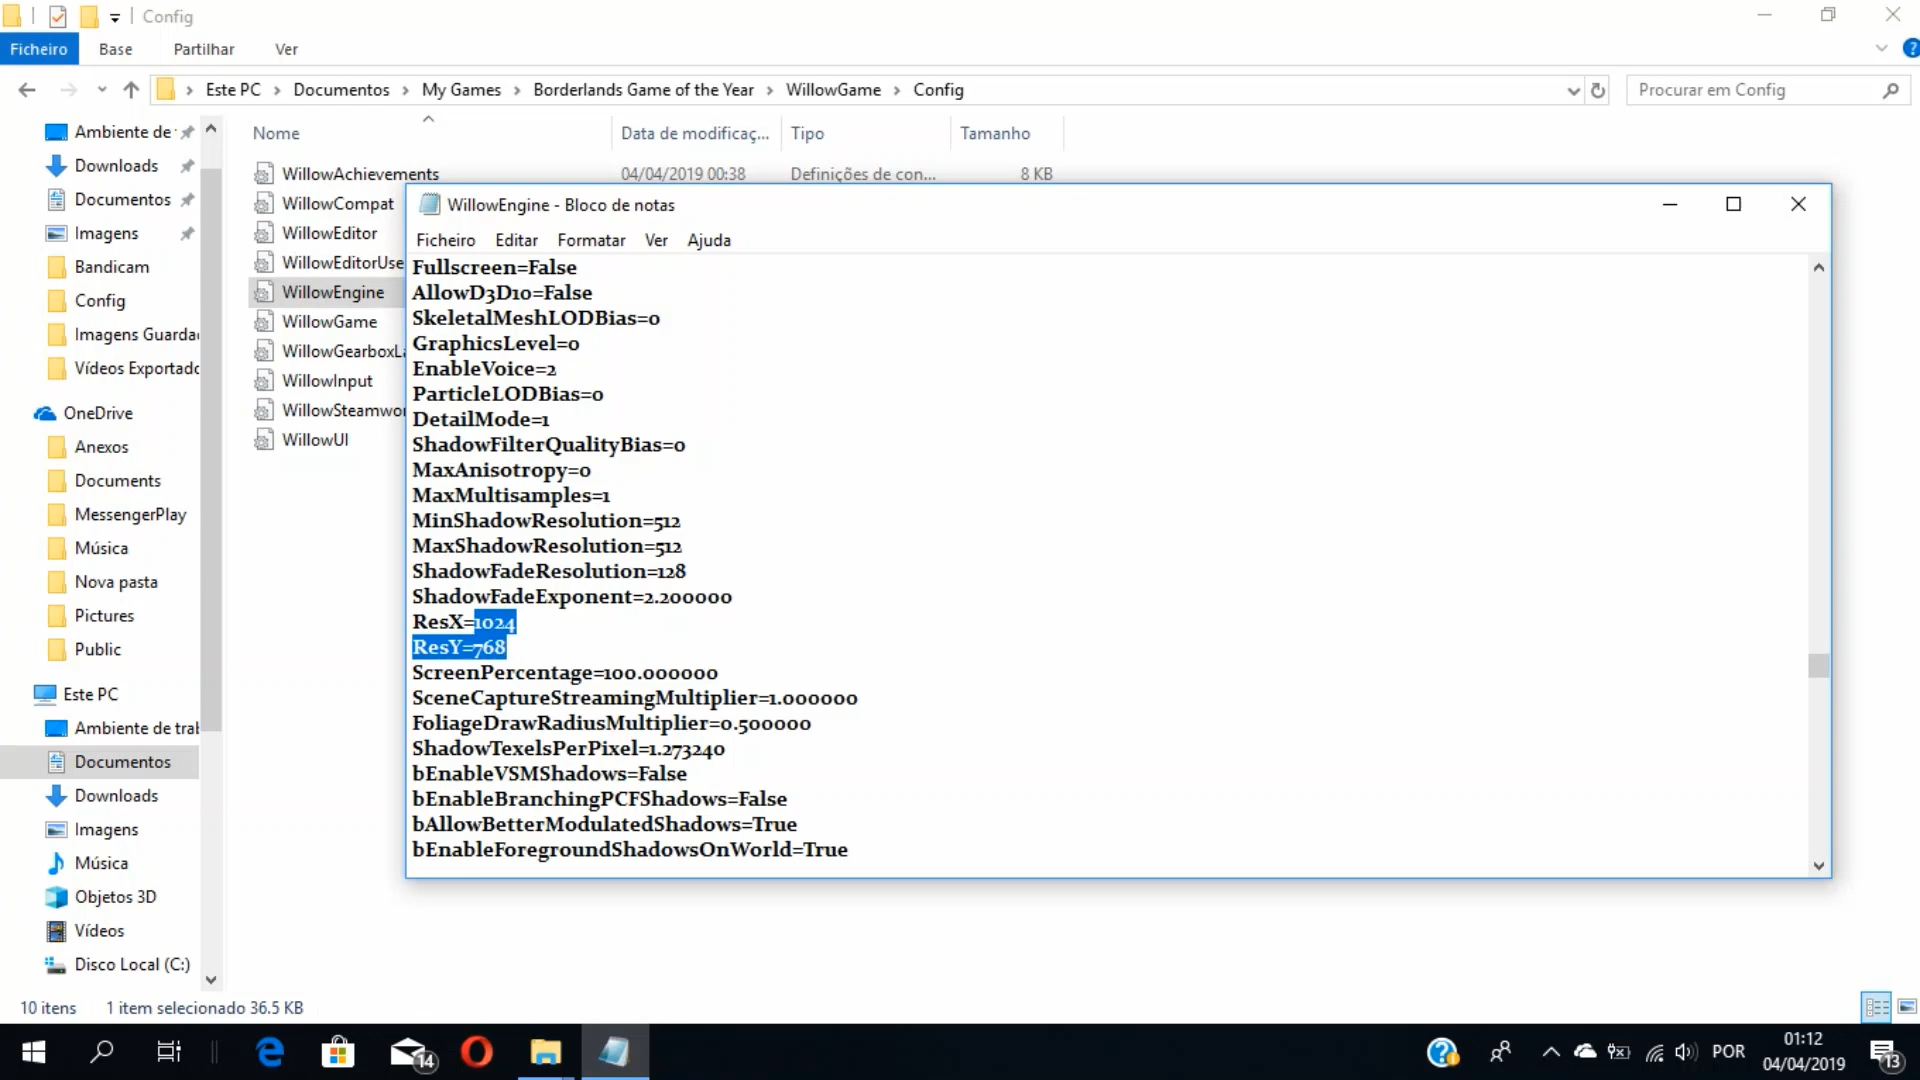 Config
Ficheiro Base Partilhar Ver
Este PC Documentos My Games Borderlands Game of the Year WillowGame Config
Procurar em Config
Nome Data de modificaç... Tipo Tamanho
Ambiente de
Downloads
Documentos
Imagens
Bandicam
Config
Imagens Guarda
Vídeos Exportado
OneDrive
Anexos
Documents
MessengerPlay
Música
Nova pasta
Pictures
Public
Este PC
Ambiente de trab
Documentos
Downloads
Imagens
Música
Objetos 3D
Vídeos
Disco Local (C:)
WillowAchievements 04/04/2019 00:38 Definições de con... 8 KB
WillowCompat
WillowEditor
WillowEditorUse
WillowEngine
WillowGame
WillowGearboxLa
WillowInput
WillowSteamwor
WillowUI
WillowEngine - Bloco de notas
Ficheiro Editar Formatar Ver Ajuda
Fullscreen=False
AllowD3D10=False
SkeletalMeshLODBias=0
GraphicsLevel=0
EnableVoice=2
ParticleLODBias=0
DetailMode=1
ShadowFilterQualityBias=0
MaxAnisotropy=0
MaxMultisamples=1
MinShadowResolution=512
MaxShadowResolution=512
ShadowFadeResolution=128
ShadowFadeExponent=2.200000
ResX=1024
ResY=768
ScreenPercentage=100.000000
SceneCaptureStreamingMultiplier=1.000000
FoliageDrawRadiusMultiplier=0.500000
ShadowTexelsPerPixel=1.273240
bEnableVSMShadows=False
bEnableBranchingPCFShadows=False
bAllowBetterModulatedShadows=True
bEnableForegroundShadowsOnWorld=True
10 itens 1 item selecionado 36.5 KB
14
POR
01:12
04/04/2019
13